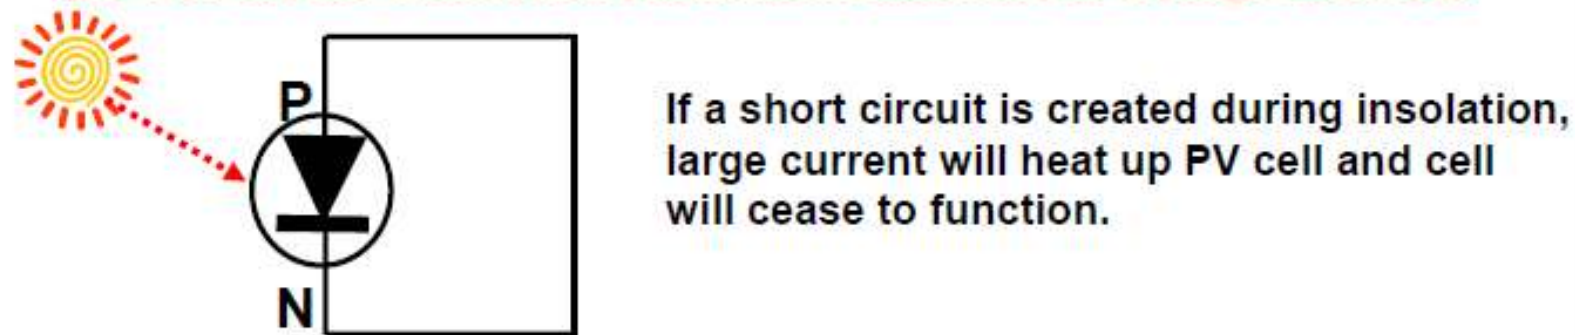 P
If a short circuit is created during insolation,
large current will heat up PV cell and cell
will cease to function.
N